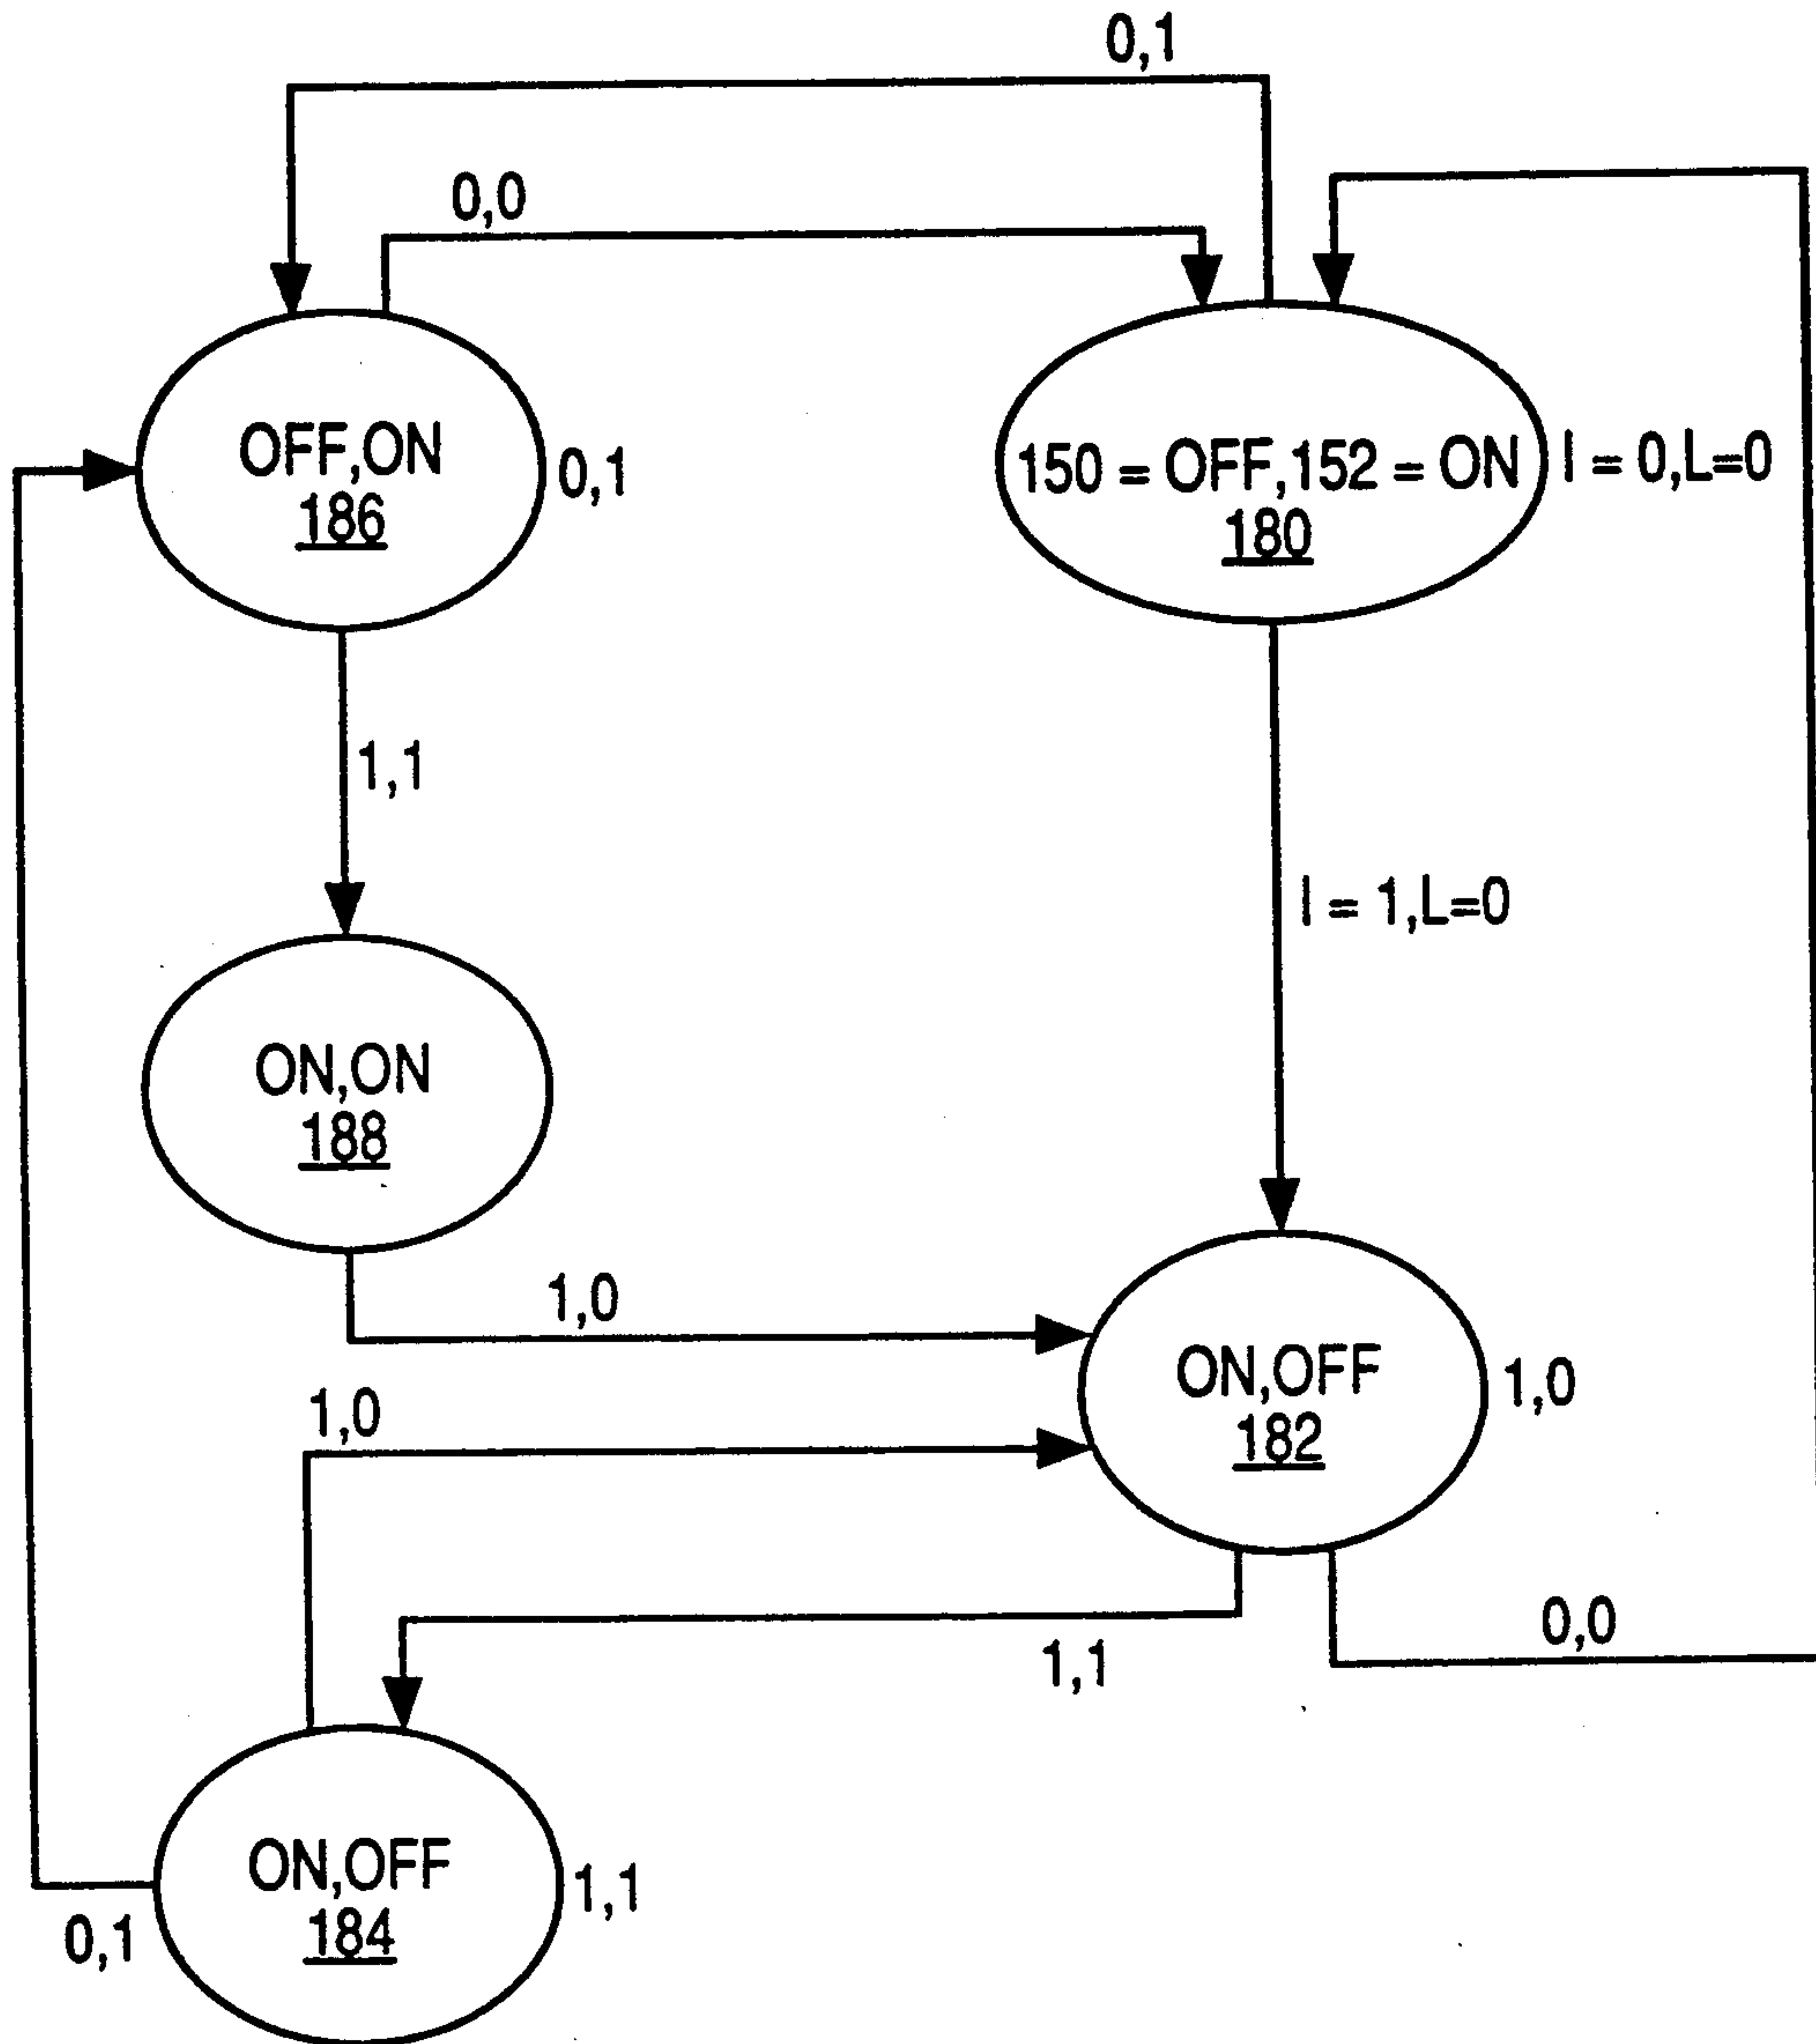 0,1
0,0
OFF,ON
186
0,1
150 = OFF,152 = ON
180
I = 0,L=0
1,1
I = 1,L=0
ON,ON
188
1,0
ON,OFF
182
1,0
1,0
1,1
0,0
ON,OFF
184
1,1
0,1